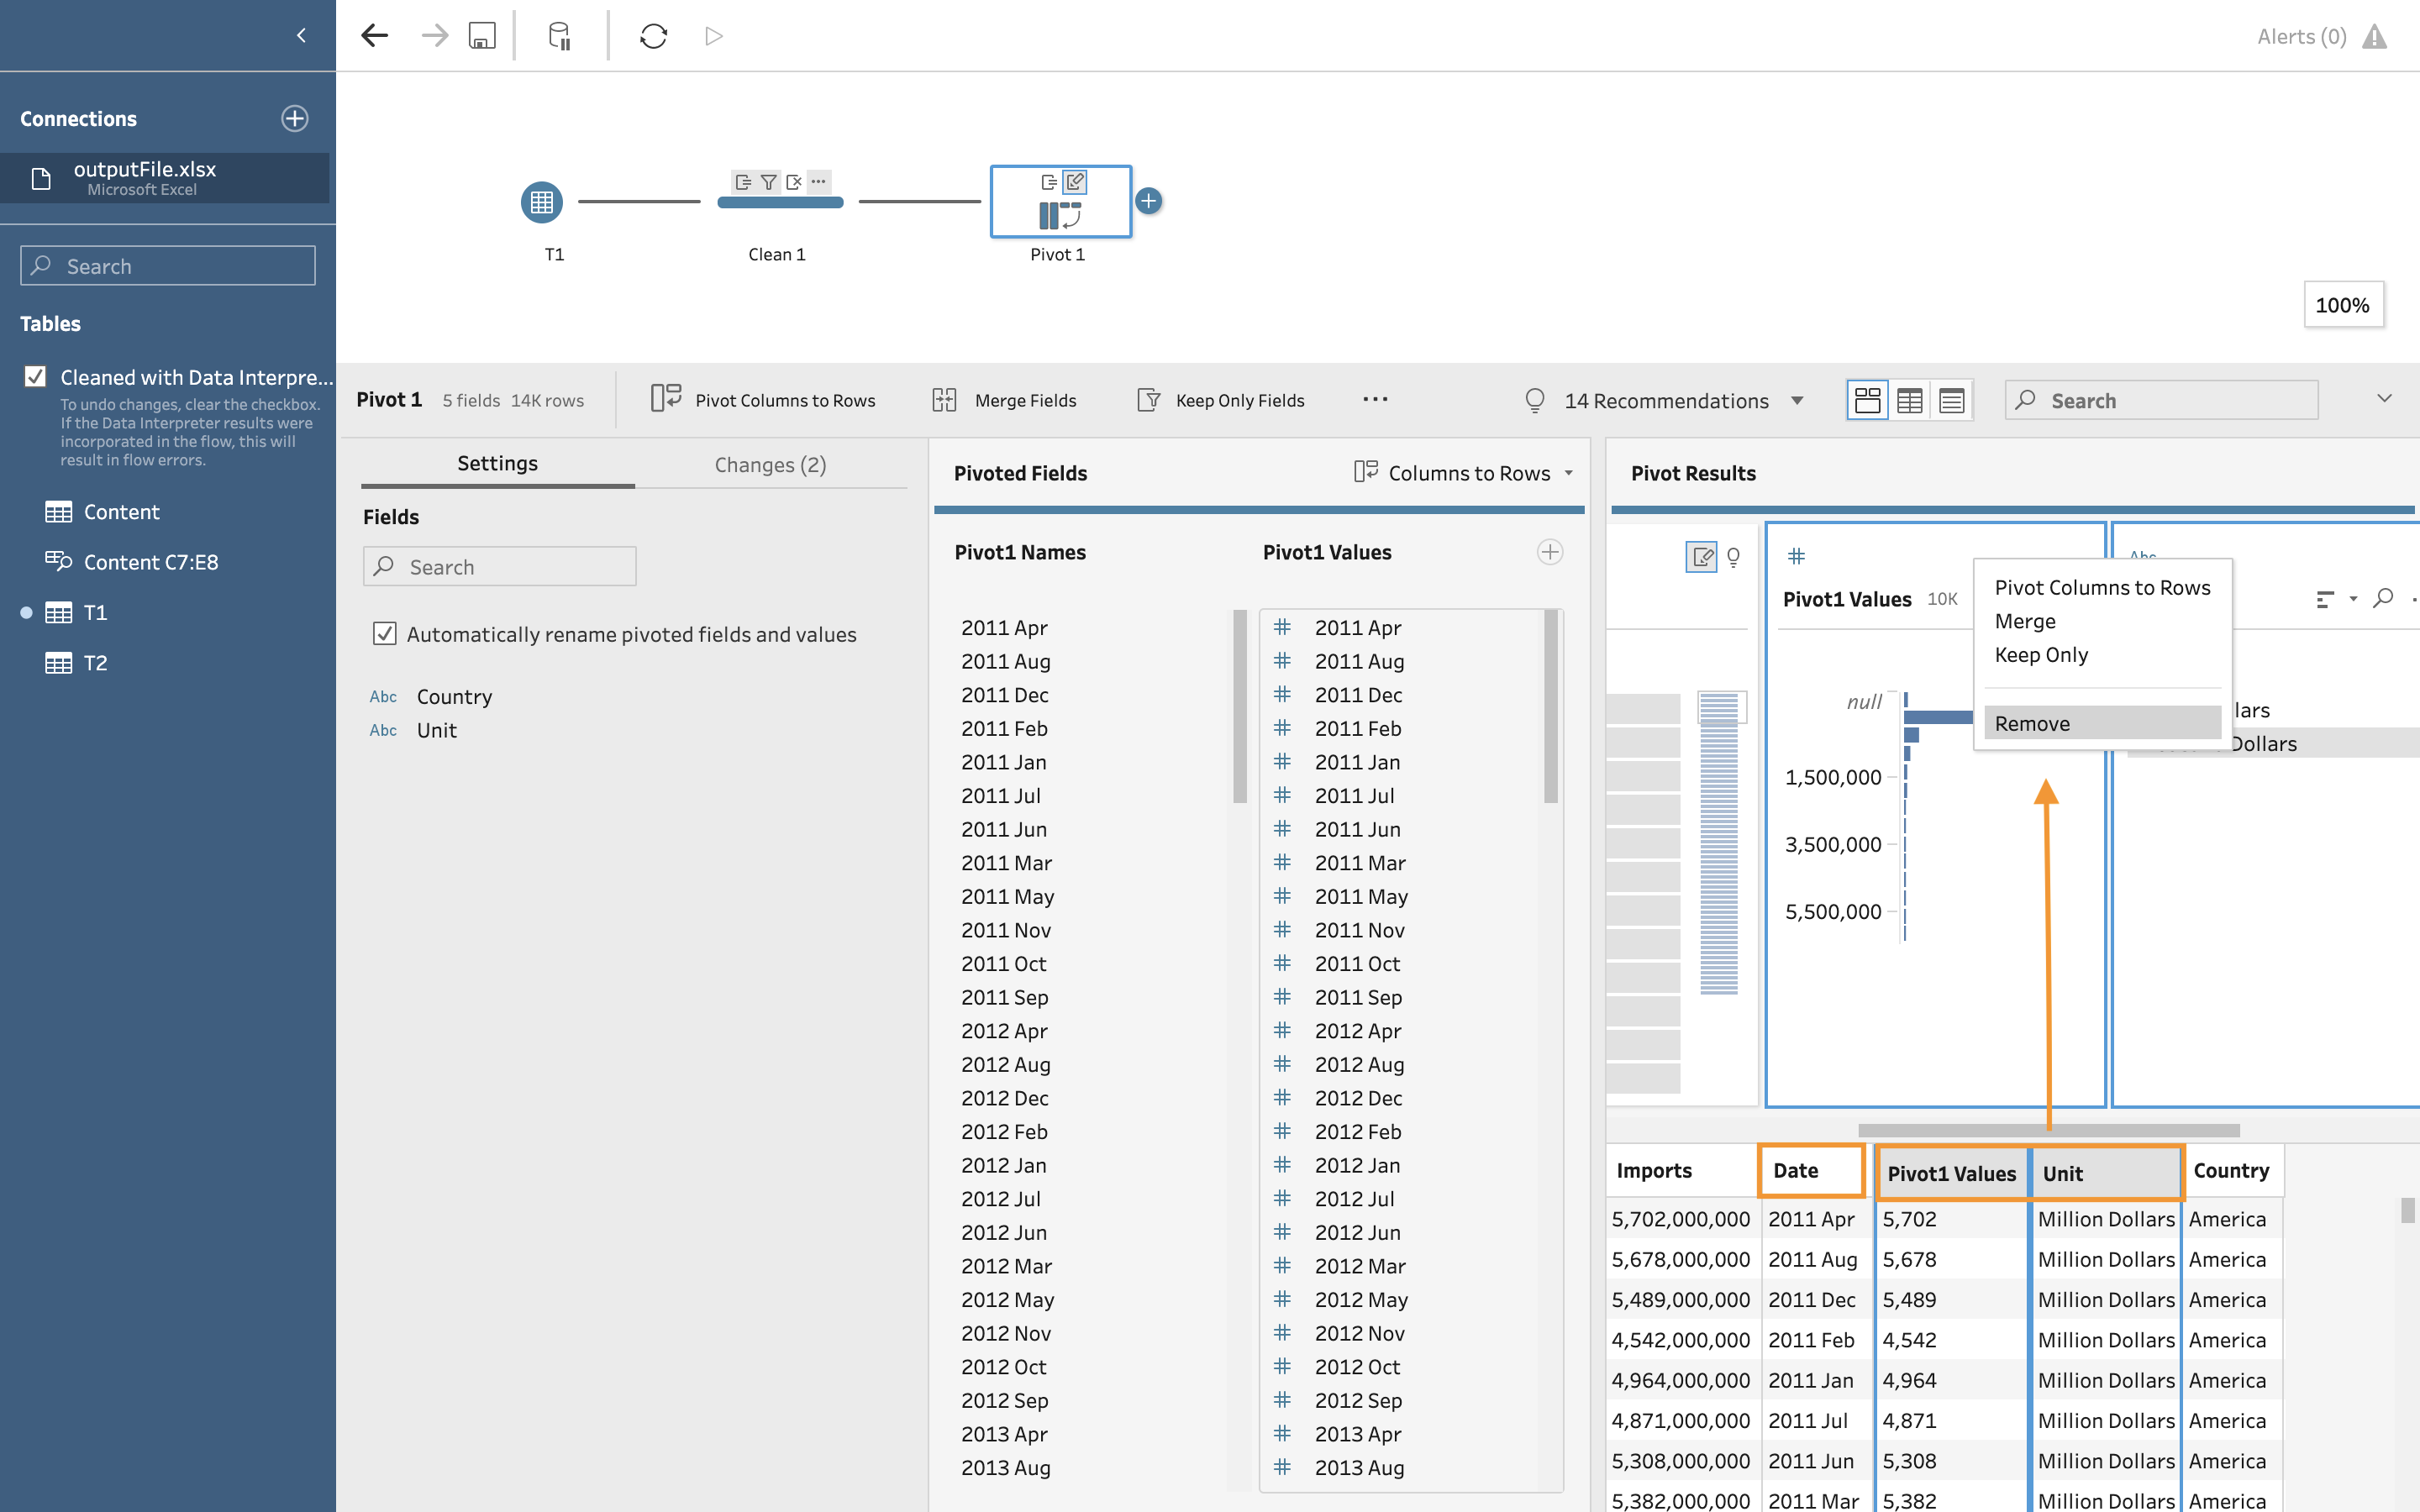 Alerts (0)
Connections
outputFile.xlsx
Microsoft Excel
Search
Tables
Cleaned with Data Interpre...
To undo changes, clear the checkbox.
If the Data Interpreter results were
incorporated in the flow, this will
result in flow errors.
Content
Content C7:E8
T1
T2
T1
Clean 1
Pivot 1
100%
Pivot 1 5 fields 14K rows
Pivot Columns to Rows
Merge Fields
Keep Only Fields
14 Recommendations
Search
Settings
Changes (2)
Fields
Search
Automatically rename pivoted fields and values
Abc Country
Abc Unit
Pivoted Fields
Columns to Rows
Pivot1 Names
Pivot1 Values
2011 Apr # 2011 Apr
2011 Aug # 2011 Aug
2011 Dec # 2011 Dec
2011 Feb # 2011 Feb
2011 Jan # 2011 Jan
2011 Jul # 2011 Jul
2011 Jun # 2011 Jun
2011 Mar # 2011 Mar
2011 May # 2011 May
2011 Nov # 2011 Nov
2011 Oct # 2011 Oct
2011 Sep # 2011 Sep
2012 Apr # 2012 Apr
2012 Aug # 2012 Aug
2012 Dec # 2012 Dec
2012 Feb # 2012 Feb
2012 Jan # 2012 Jan
2012 Jul # 2012 Jul
2012 Jun # 2012 Jun
2012 Mar # 2012 Mar
2012 May # 2012 May
2012 Nov # 2012 Nov
2012 Oct # 2012 Oct
2012 Sep # 2012 Sep
2013 Apr # 2013 Apr
2013 Aug # 2013 Aug
Pivot Results
#
Pivot1 Values 10K
null
1,500,000
3,500,000
5,500,000
Abc
Pivot Columns to Rows
Merge
Keep Only
Remove
lars
Dollars
Imports Date Pivot1 Values Unit Country
5,702,000,000 2011 Apr 5,702 Million Dollars America
5,678,000,000 2011 Aug 5,678 Million Dollars America
5,489,000,000 2011 Dec 5,489 Million Dollars America
4,542,000,000 2011 Feb 4,542 Million Dollars America
4,964,000,000 2011 Jan 4,964 Million Dollars America
4,871,000,000 2011 Jul 4,871 Million Dollars America
5,308,000,000 2011 Jun 5,308 Million Dollars America
5,382,000,000 2011 Mar 5,382 Million Dollars America